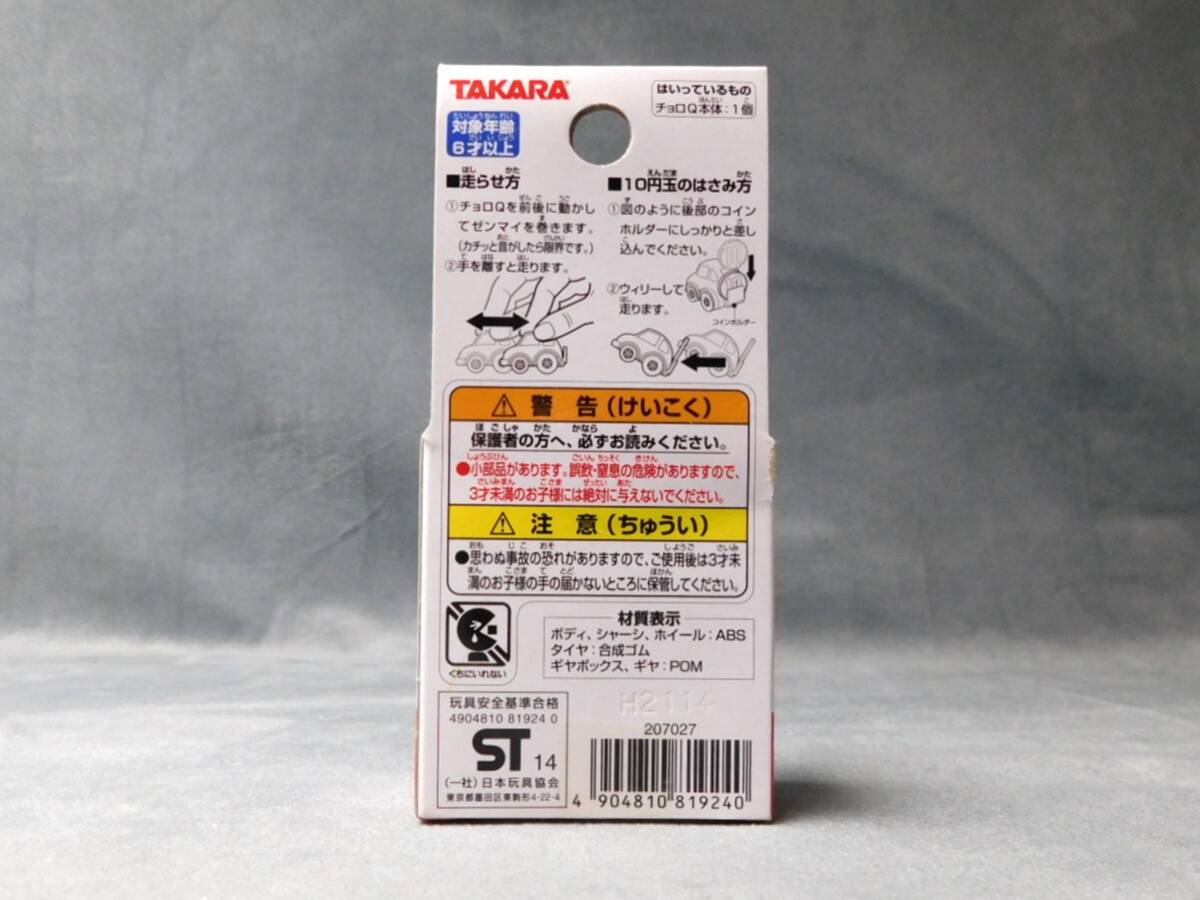 TAKARA
はいっているもの
チョロQ本体：1個
対象年齢
6才以上
■走らせ方
①チョロQを前後に動かし
てゼンマイを巻きます。
（カチッと音がしたら限界です。）
②手を離すと走ります。
■10円玉のはさみ方
①図のように後部のコイン
ホルダーにしっかりと差し
込んでください。
②ウィリーして
走ります。
コインホルダー
警 告（けいこく）
保護者の方へ、必ずお読みください。
●小部品があります。誤飲・窒息の危険がありますので、
3才未満のお子様には絶対に与えないでください。
注 意（ちゅうい）
●思わぬ事故の恐れがありますので、ご使用後は3才未
満のお子様の手の届かないところに保管してください。
くちにいれない
材質表示
ボディ、シャーシ、ホイール：ABS
タイヤ：合成ゴム
ギヤボックス、ギヤ：POM
玩具安全基準合格
4904810 81924 0
ST 14
（一社）日本玩具協会
東京都墨田区東駒形4-22-4
H2114
207027
4 904810 819240